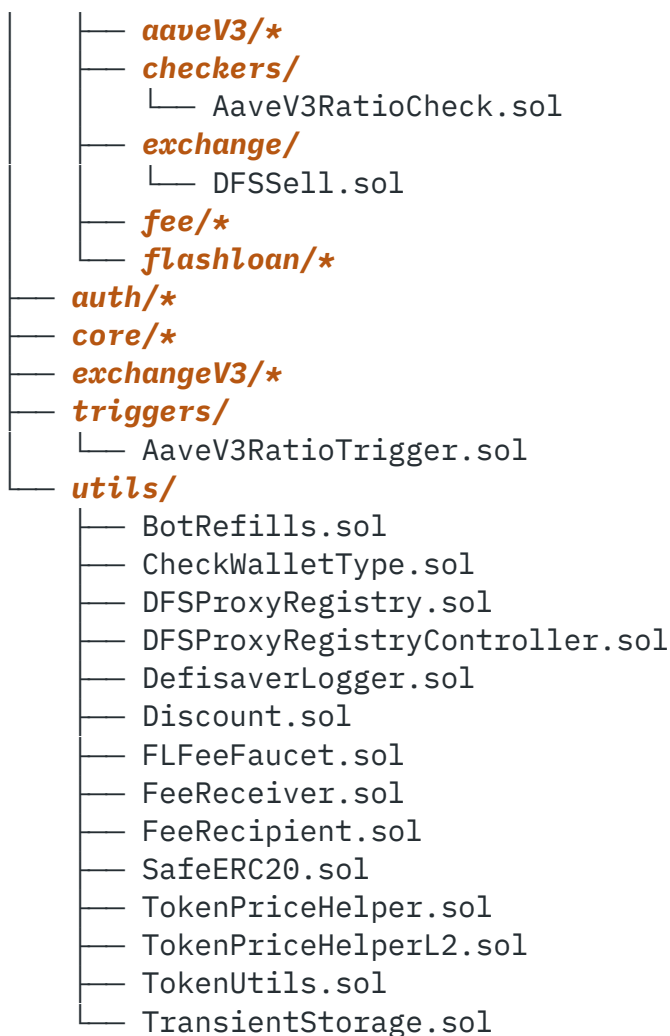 │   ├── aaveV3/*
│   ├── checkers/
│   │   └── AaveV3RatioCheck.sol
│   ├── exchange/
│   │   └── DFSSell.sol
│   ├── fee/*
│   └── flashloan/*
├── auth/*
├── core/*
├── exchangeV3/*
├── triggers/
│   └── AaveV3RatioTrigger.sol
└── utils/
    ├── BotRefills.sol
    ├── CheckWalletType.sol
    ├── DFSProxyRegistry.sol
    ├── DFSProxyRegistryController.sol
    ├── DefisaverLogger.sol
    ├── Discount.sol
    ├── FLFeeFaucet.sol
    ├── FeeReceiver.sol
    ├── FeeRecipient.sol
    ├── SafeERC20.sol
    ├── TokenPriceHelper.sol
    ├── TokenPriceHelperL2.sol
    ├── TokenUtils.sol
    └── TransientStorage.sol